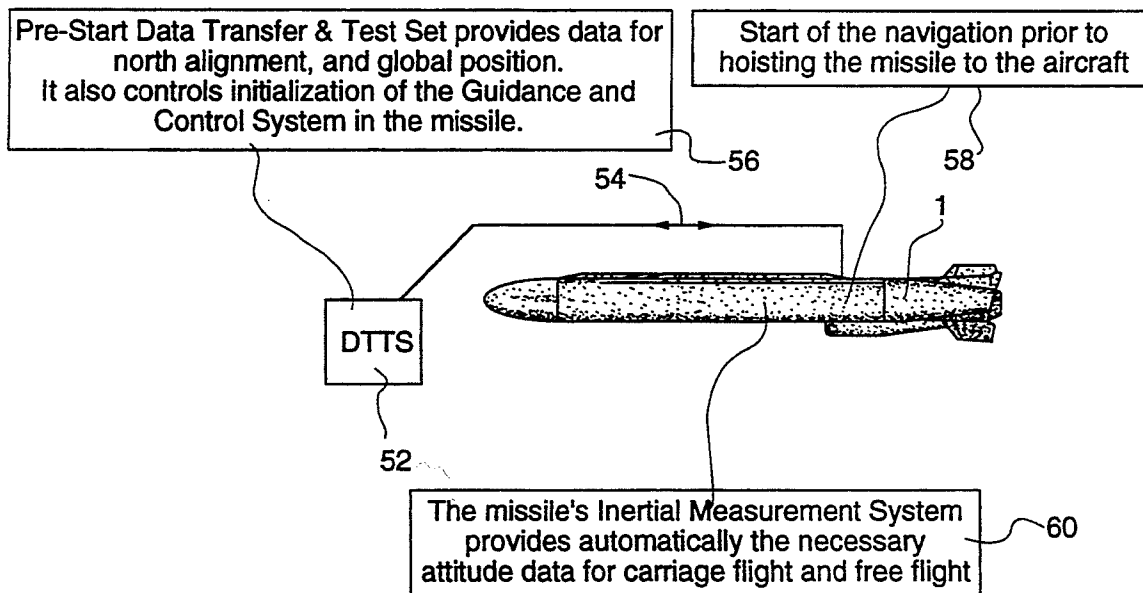 Pre-Start Data Transfer & Test Set provides data for
north alignment, and global position.
It also controls initialization of the Guidance and
Control System in the missile.
Start of the navigation prior to
hoisting the missile to the aircraft
56
58
54
1
DTTS
52
The missile's Inertial Measurement System
provides automatically the necessary
attitude data for carriage flight and free flight
60